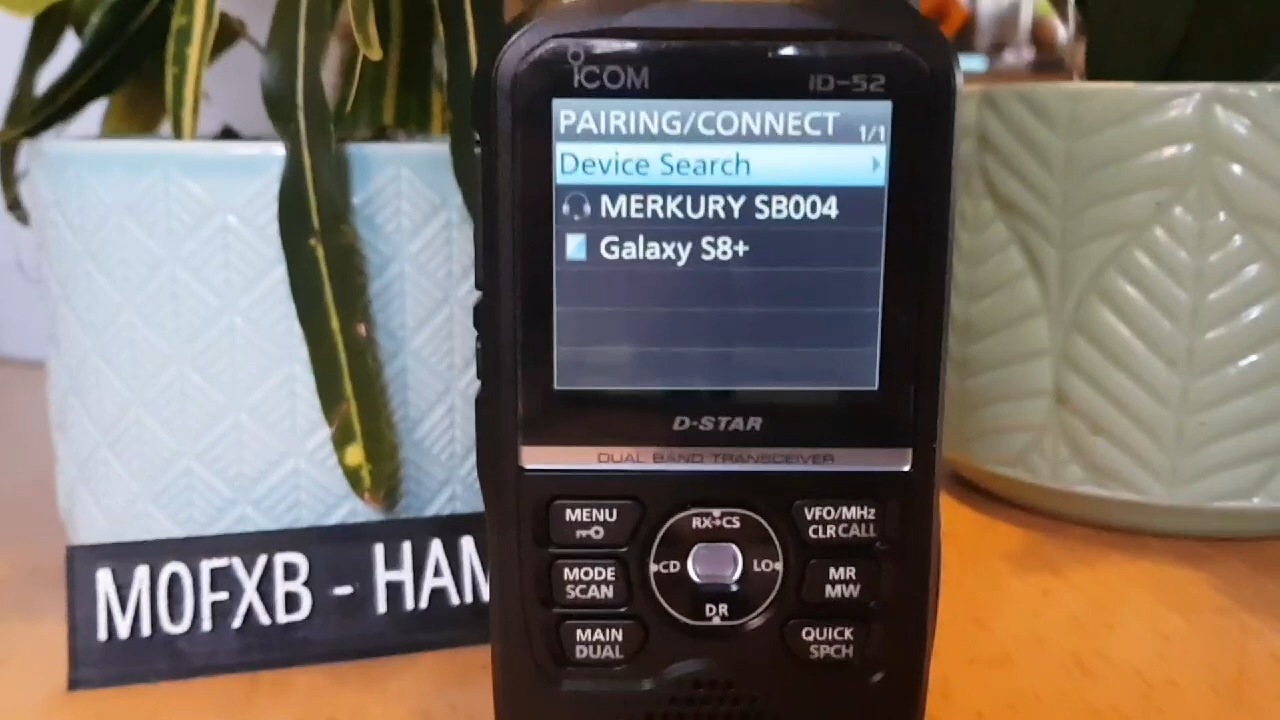 ICOM
ID-52
PAIRING/CONNECT 1/1
Device Search
MERKURY SB004
Galaxy S8+
D-STAR
DUAL BAND TRANSCEIVER
MENU
RX→CS
VFO/MHz
CLR CALL
CD
LO
MODE
SCAN
MR
MW
DR
MAIN
DUAL
QUICK
SPCH
M0FXB - HAM